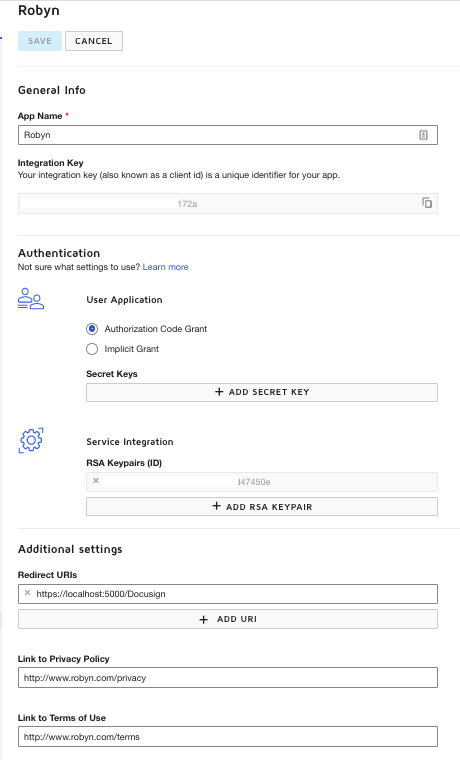 Robyn
SAVE CANCEL
General Info
App Name *
Robyn
Integration Key
Your integration key (also known as a client id) is a unique identifier for your app.
172a
Authentication
Not sure what settings to use? Learn more
User Application
Authorization Code Grant
Implicit Grant
Secret Keys
+ ADD SECRET KEY
Service Integration
RSA Keypairs (ID)
× 47450e
+ ADD RSA KEYPAIR
Additional settings
Redirect URIs
× https://localhost:5000/Docusign
+ ADD URI
Link to Privacy Policy
http://www.robyn.com/privacy
Link to Terms of Use
http://www.robyn.com/terms